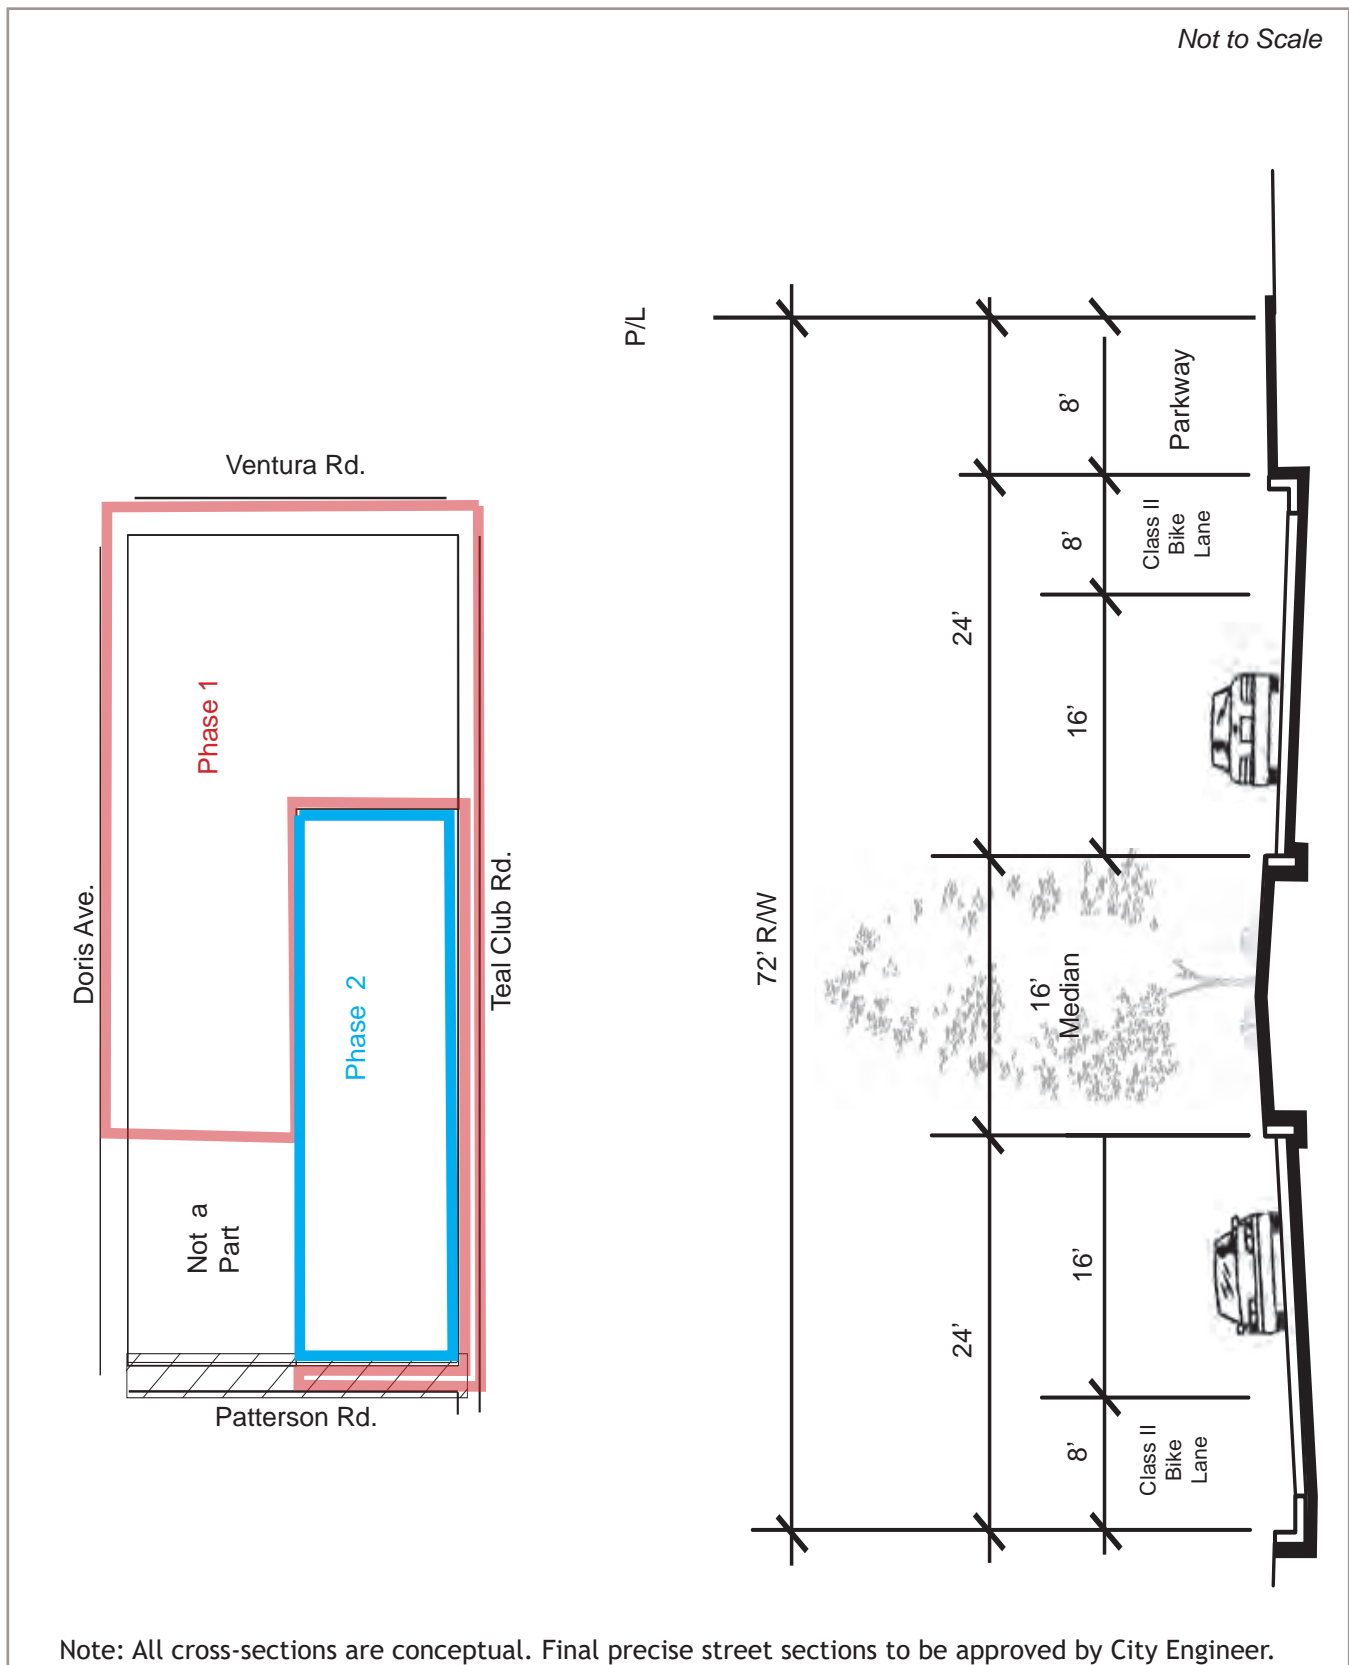 Not to Scale
P/L
Ventura Rd.
Phase 1
Doris Ave.
Teal Club Rd.
Phase 2
Not a
Part
Patterson Rd.
72’ R/W
24’
24’
8’
Parkway
8’
Class II
Bike
Lane
16’
16’
Median
16’
8’
Class II
Bike
Lane
Note: All cross-sections are conceptual. Final precise street sections to be approved by City Engineer.